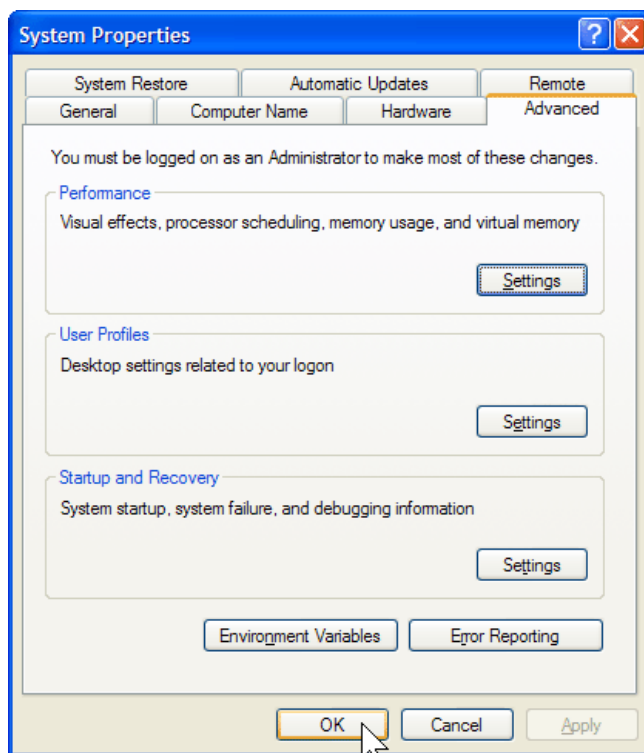 System Properties
System Restore Automatic Updates Remote
General Computer Name Hardware Advanced
You must be logged on as an Administrator to make most of these changes.
Performance
Visual effects, processor scheduling, memory usage, and virtual memory
Settings
User Profiles
Desktop settings related to your logon
Settings
Startup and Recovery
System startup, system failure, and debugging information
Settings
Environment Variables Error Reporting
OK Cancel Apply